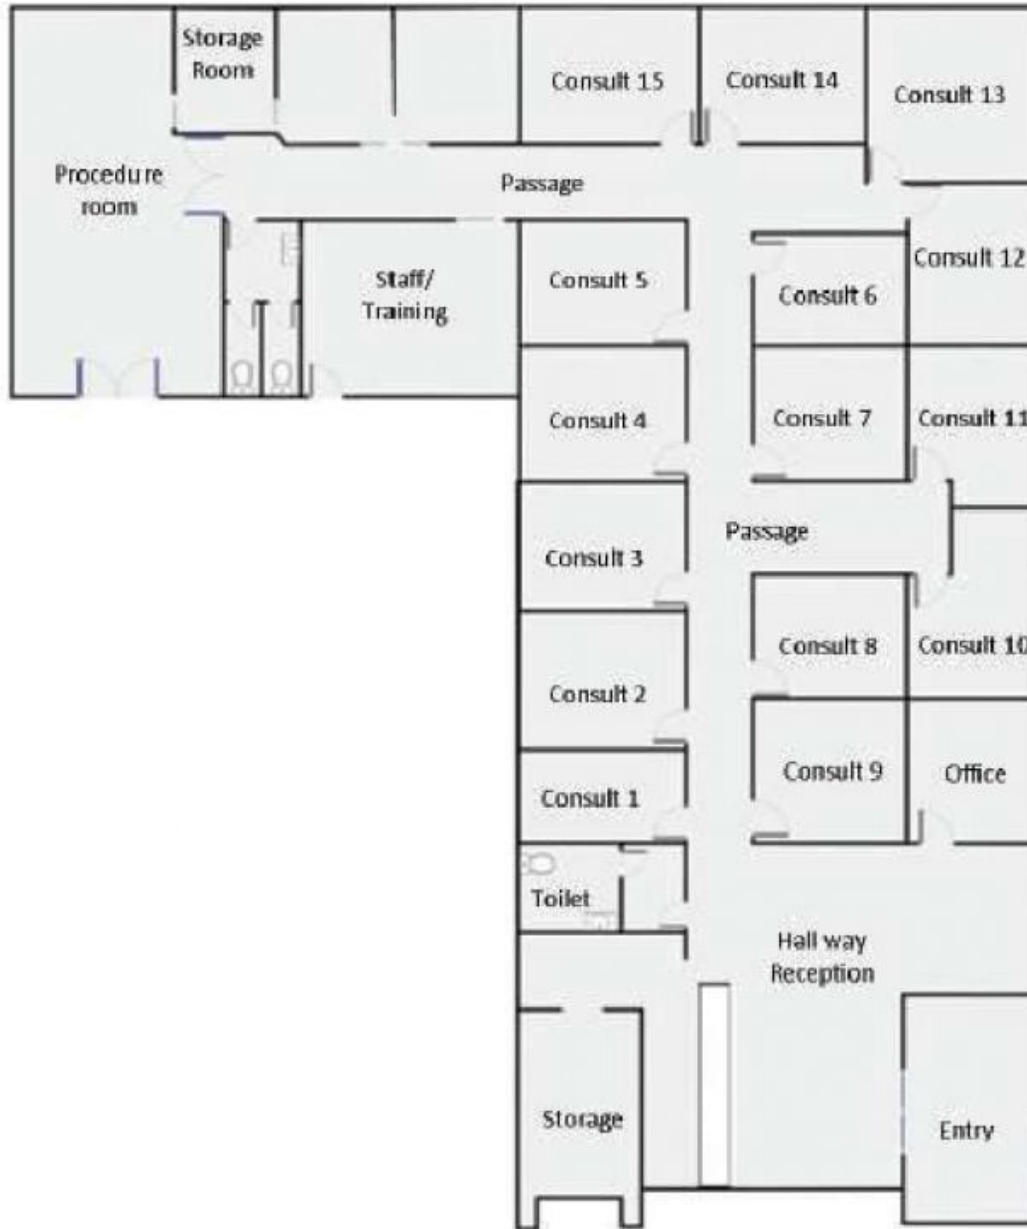 Storage
Room
Consult 15
Consult 14
Consult 13
Procedure
room
Passage
Staff/
Training
Consult 5
Consult 6
Consult 12
Consult 4
Consult 7
Consult 11
Consult 3
Passage
Consult 2
Consult 8
Consult 10
Consult 1
Consult 9
Office
Toilet
Hall way
Reception
Storage
Entry